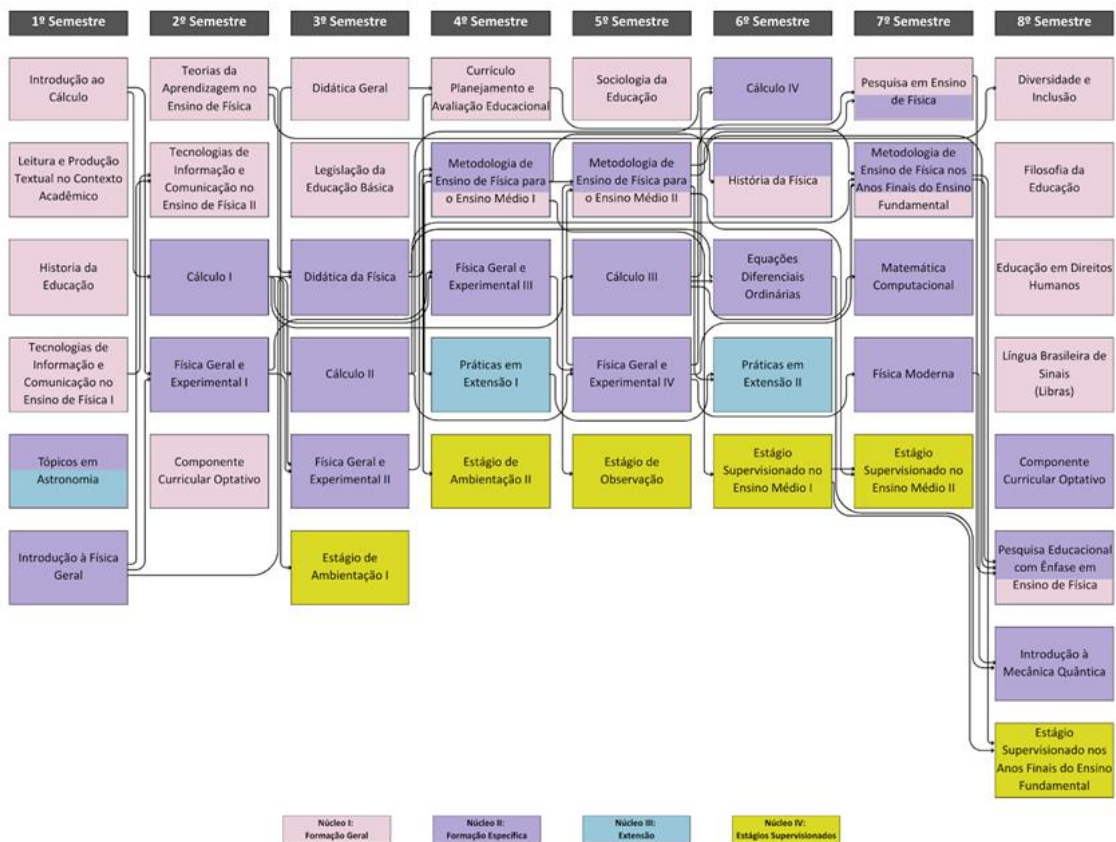 1º Semestre
2º Semestre
3º Semestre
4º Semestre
5º Semestre
6º Semestre
7º Semestre
8º Semestre
Introdução ao
Cálculo
Leitura e Produção
Textual no Contexto
Acadêmico
Historia da
Educação
Tecnologias de
Informação e
Comunicação no
Ensino de Física I
Tópicos em
Astronomia
Introdução à Física
Geral
Teorias da
Aprendizagem no
Ensino de Física
Tecnologias de
Informação e
Comunicação no
Ensino de Física II
Cálculo I
Física Geral e
Experimental I
Componente
Curricular Optativo
Didática Geral
Legislação da
Educação Básica
Didática da Física
Cálculo II
Física Geral e
Experimental II
Estágio de
Ambientação I
Currículo
Planejamento e
Avaliação Educacional
Metodologia de
Ensino de Física para
o Ensino Médio I
Física Geral e
Experimental III
Práticas em
Extensão I
Estágio de
Ambientação II
Sociologia da
Educação
Metodologia de
Ensino de Física para
o Ensino Médio II
Cálculo III
Física Geral e
Experimental IV
Estágio de
Observação
Cálculo IV
História da Física
Equações
Diferenciais
Ordinárias
Práticas em
Extensão II
Estágio
Supervisionado no
Ensino Médio I
Pesquisa em Ensino
de Física
Metodologia de
Ensino de Física nos
Anos Finais do Ensino
Fundamental
Matemática
Computacional
Física Moderna
Estágio
Supervisionado no
Ensino Médio II
Diversidade e
Inclusão
Filosofia da
Educação
Educação em Direitos
Humanos
Língua Brasileira de
Sinais
(Libras)
Componente
Curricular Optativo
Pesquisa Educacional
com Ênfase em
Ensino de Física
Introdução à
Mecânica Quântica
Estágio
Supervisionado nos
Anos Finais do Ensino
Fundamental
Núcleo I:
Formação Geral
Núcleo II:
Formação Específica
Núcleo III:
Extensão
Núcleo IV:
Estágios Supervisionados